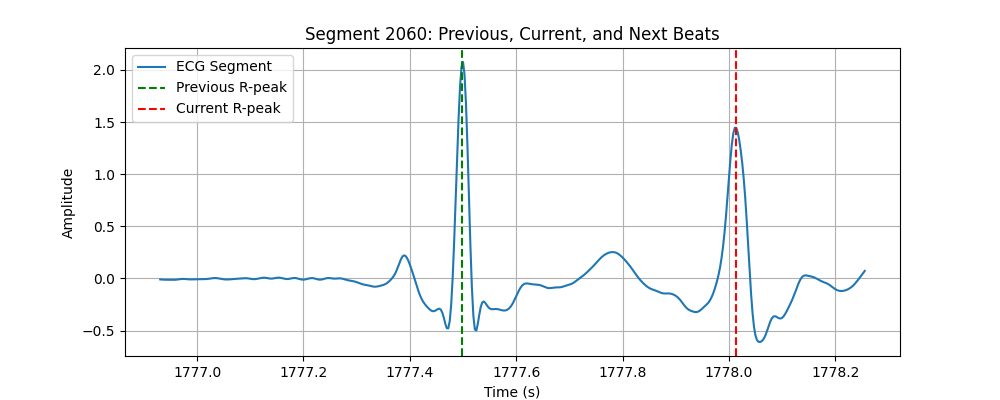 Segment 2060: Previous, Current, and Next Beats
ECG Segment
Previous R-peak
Current R-peak
Amplitude
2.0
1.5
1.0
0.5
0.0
−0.5
1777.0 1777.2 1777.4 1777.6 1777.8 1778.0 1778.2
Time (s)